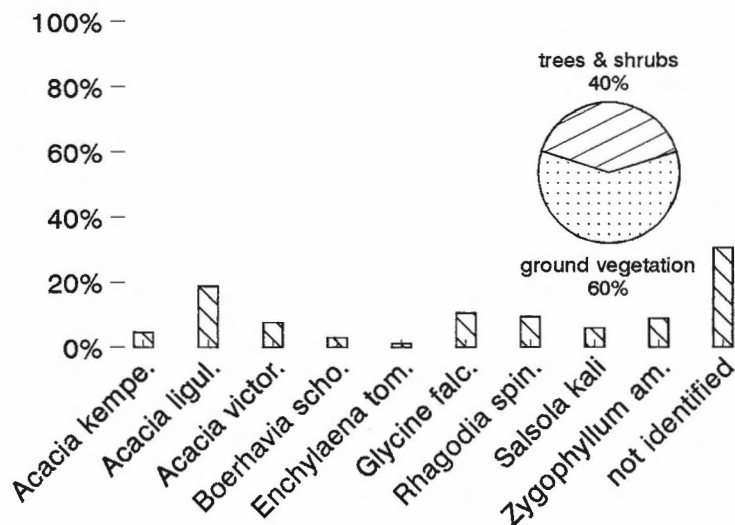 100%
80%
60%
40%
20%
0%
trees & shrubs
40%
ground vegetation
60%
Acacia kempe.
Acacia ligul.
Acacia victor.
Boerhavia scho.
Enchylaena tom.
Glycine falc.
Rhagodia spin.
Salsola kali
Zygophyllum am.
not identified